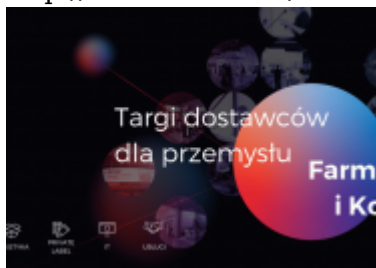 Targi dostawców
dla przemysłu
Farm
i Ko
PRIVATE
LABEL
IT
USŁUGI